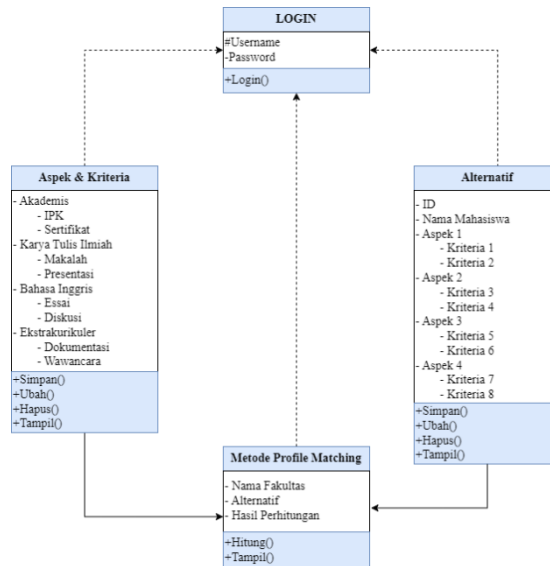 LOGIN
#Username
-Password
+Login()
Aspek & Kriteria
- Akademis
- IPK
- Sertifikat
- Karya Tulis Ilmiah
- Makalah
- Presentasi
- Bahasa Inggris
- Essai
- Diskusi
- Ekstrakurikuler
- Dokumentasi
- Wawancara
+Simpan()
+Ubah()
+Hapus()
+Tampil()
Alternatif
- ID
- Nama Mahasiswa
- Aspek 1
- Kriteria 1
- Kriteria 2
- Aspek 2
- Kriteria 3
- Kriteria 4
- Aspek 3
- Kriteria 5
- Kriteria 6
- Aspek 4
- Kriteria 7
- Kriteria 8
+Simpan()
+Ubah()
+Hapus()
+Tampil()
Metode Profile Matching
- Nama Fakultas
- Alternatif
- Hasil Perhitungan
+Hitung()
+Tampil()